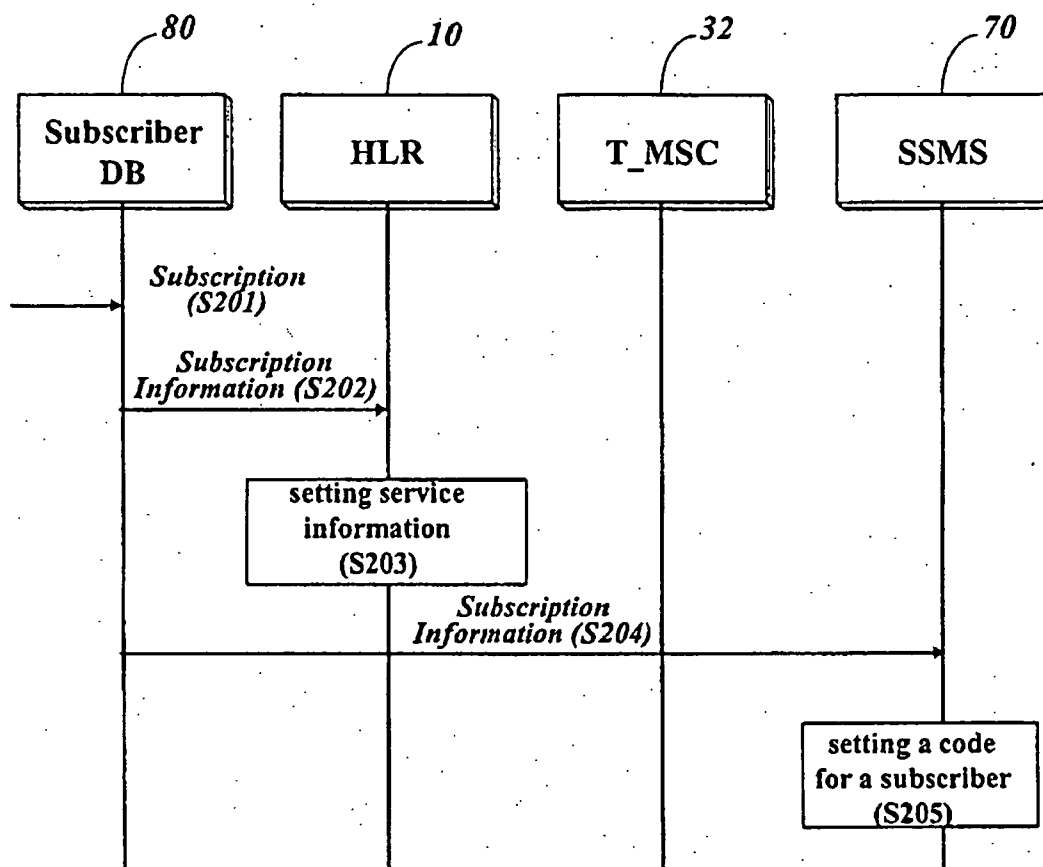 80
10
32
70
Subscriber
DB
HLR
T_MSC
SSMS
Subscription
(S201)
Subscription
Information (S202)
setting service
information
(S203)
Subscription
Information (S204)
setting a code
for a subscriber
(S205)